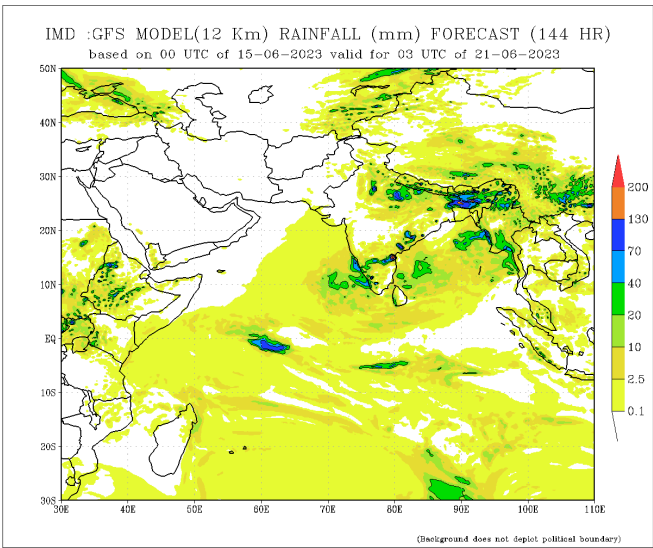 IMD :GFS MODEL(12 Km) RAINFALL (mm) FORECAST (144 HR)
based on 00 UTC of 15-06-2023 valid for 03 UTC of 21-06-2023
50N
40N
30N
20N
10N
EQ
10S
20S
30S
30E 40E 50E 60E 70E 80E 90E 100E 110E
200
130
70
40
20
10
2.5
0.1
(Background does not depict political boundary)